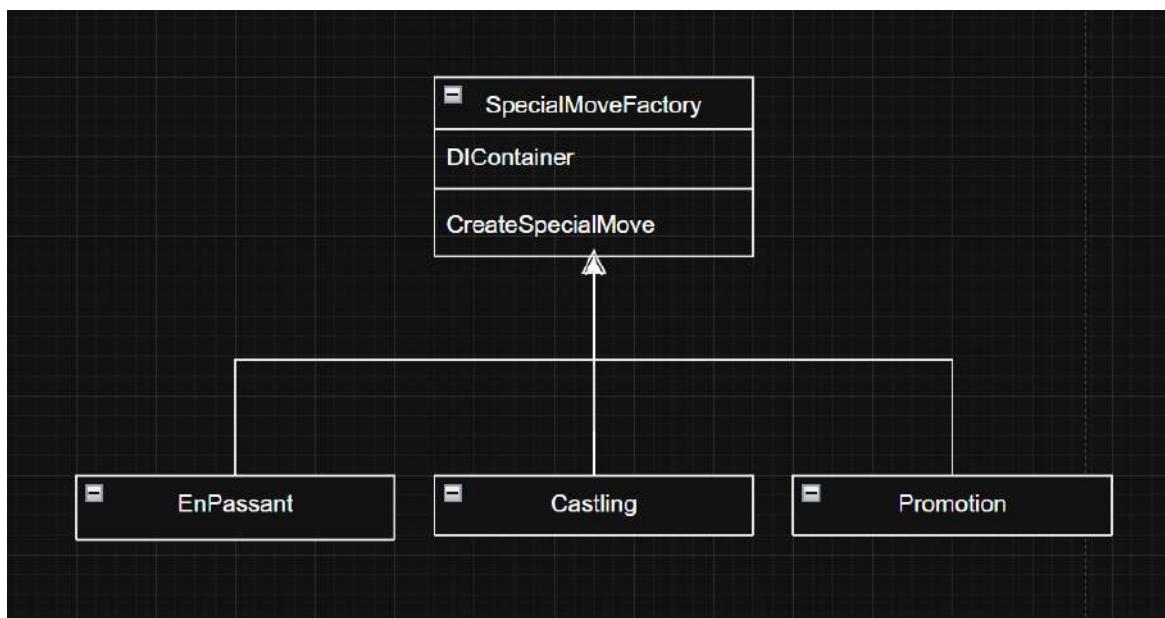 SpecialMoveFactory
DIContainer
CreateSpecialMove
EnPassant
Castling
Promotion